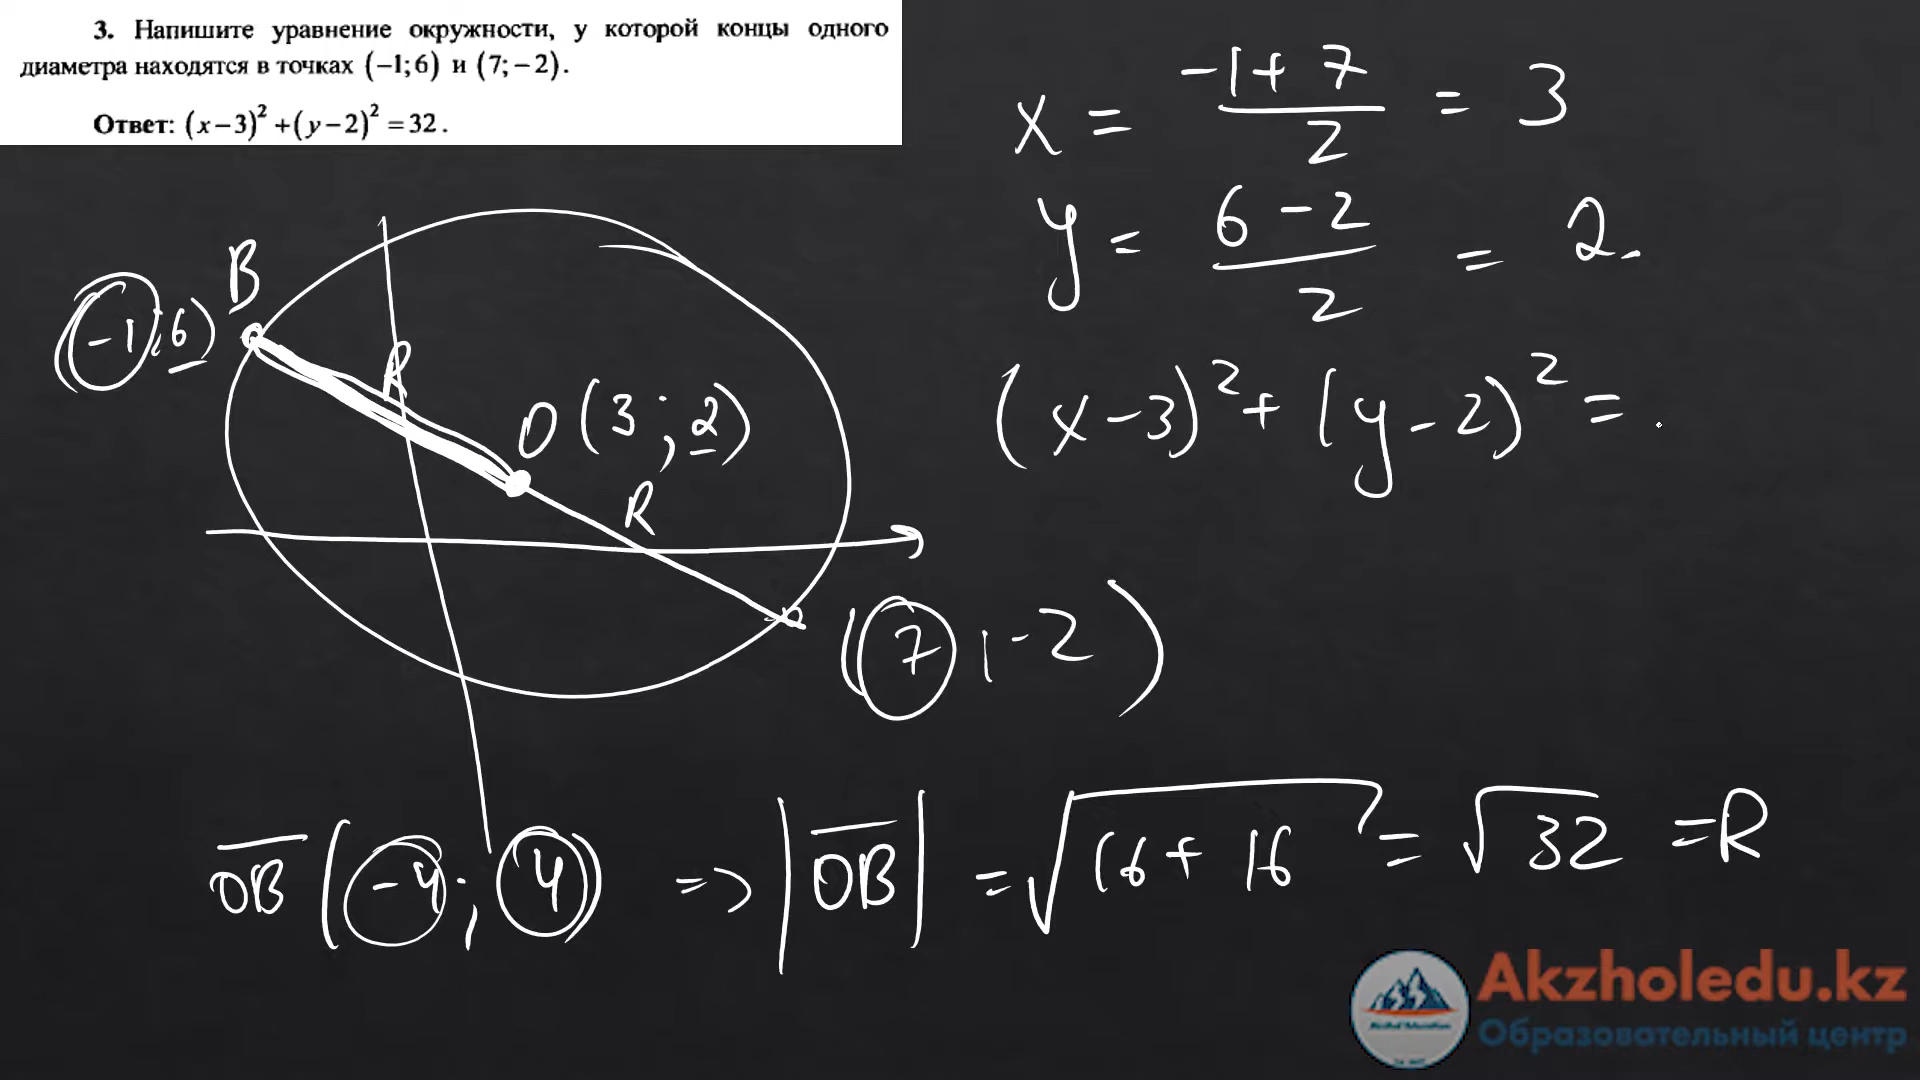 3. Напишите уравнение окружности, у которой концы одного
диаметра находятся в точках (−1;6) и (7;−2).
Ответ: (x−3)² +(y−2)² =32.
x = (-1+7)/2 = 3
y = (6-2)/2 = 2.
(x-3)² + (y-2)² = .
B
(-1;6)
R
O (3;2)
R
(7;-2)
OB (-4;4) => |OB| = √16+16 = √32 = R
Akzholedu.kz
Образовательный центр